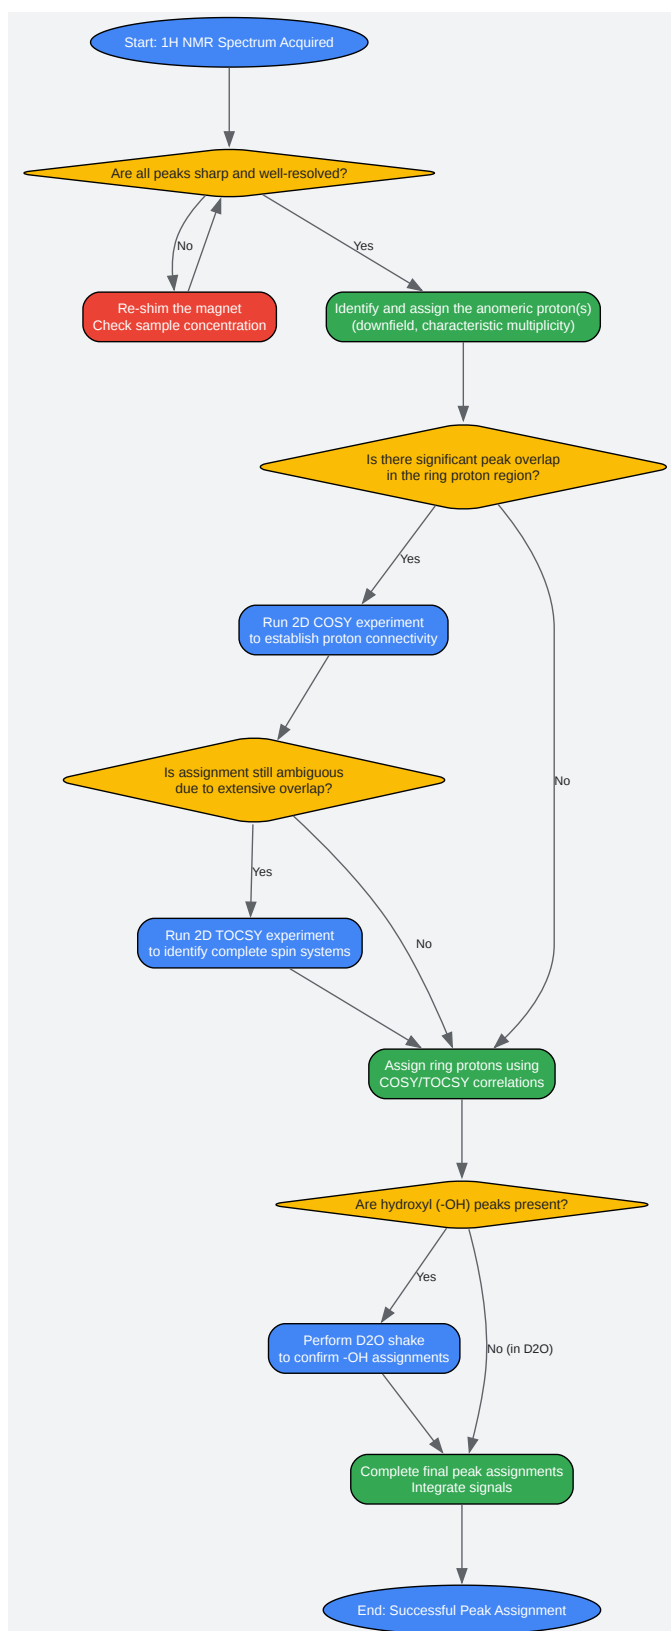 Start: 1H NMR Spectrum Acquired
Are all peaks sharp and well-resolved?
No
Yes
Re-shim the magnet
Check sample concentration
Identify and assign the anomeric proton(s)
(downfield, characteristic multiplicity)
Is there significant peak overlap
in the ring proton region?
Yes
Run 2D COSY experiment
to establish proton connectivity
Is assignment still ambiguous
due to extensive overlap?
No
Yes
Run 2D TOCSY experiment
to identify complete spin systems
No
Assign ring protons using
COSY/TOCSY correlations
Are hydroxyl (-OH) peaks present?
Yes
Perform D2O shake
to confirm -OH assignments
No (in D2O)
Complete final peak assignments
Integrate signals
End: Successful Peak Assignment